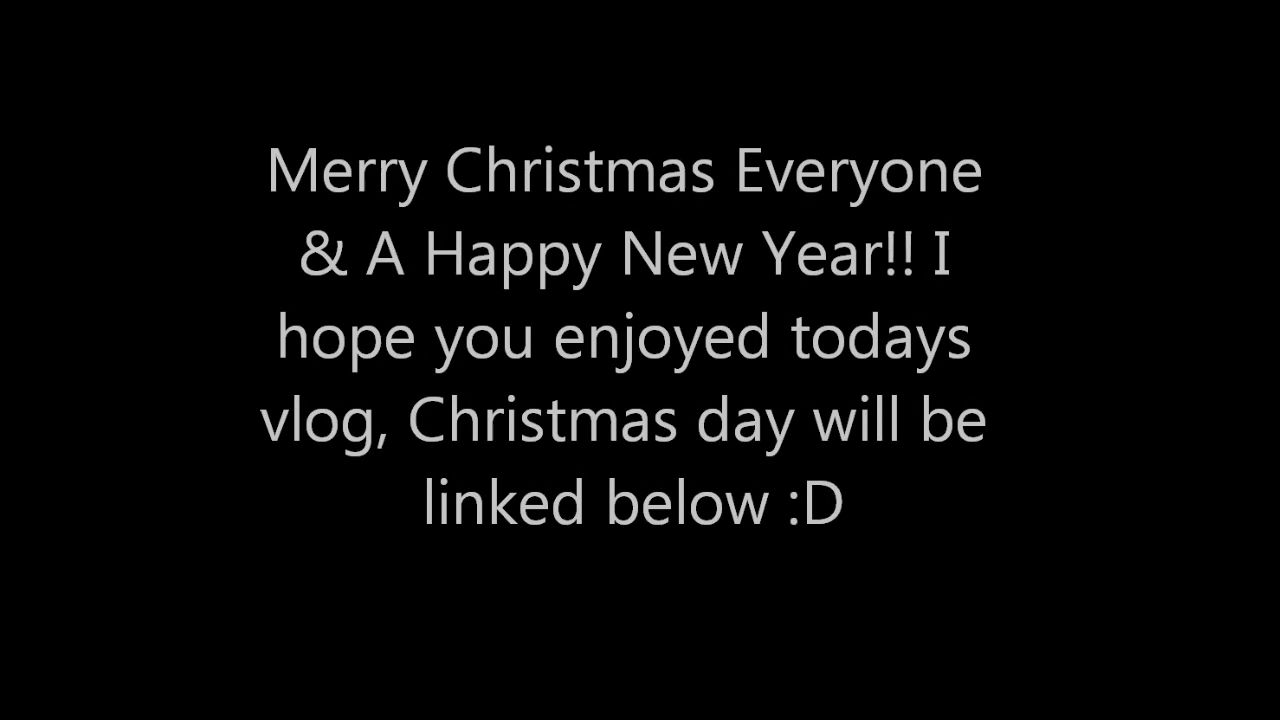 Merry Christmas Everyone
& A Happy New Year!! I
hope you enjoyed todays
vlog, Christmas day will be
linked below :D